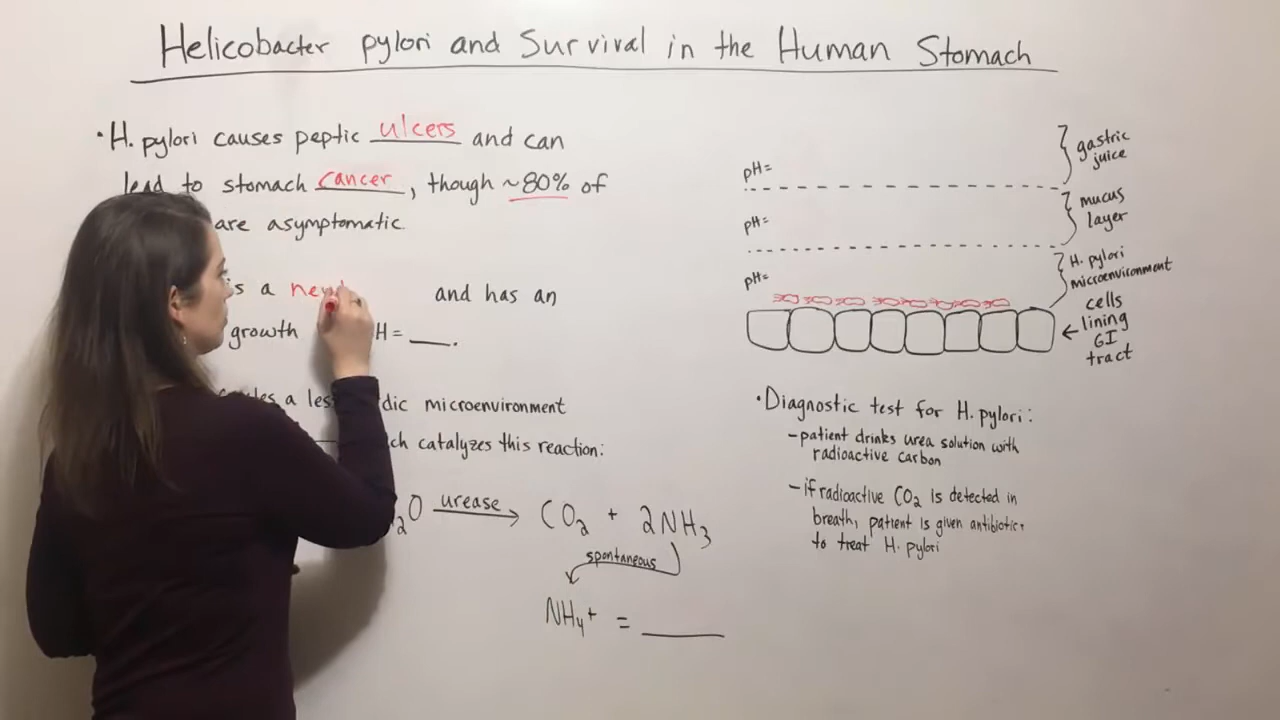 Helicobacter pylori and Survival in the Human Stomach
• H. pylori causes peptic ulcers and can
lead to stomach cancer, though ~80% of
are asymptomatic.
is a neu and has an
growth H = ___.
a les dic microenvironment
ch catalyzes this reaction:
2O urease → CO2 + 2NH3
spontaneous
NH4+ = ___
pH=
gastric
juice
pH=
mucus
layer
pH=
H. pylori
microenvironment
cells
lining
GI
tract
• Diagnostic test for H. pylori:
– patient drinks urea solution with
radioactive carbon
– if radioactive CO2 is detected in
breath, patient is given antibiotics
to treat H. pylori